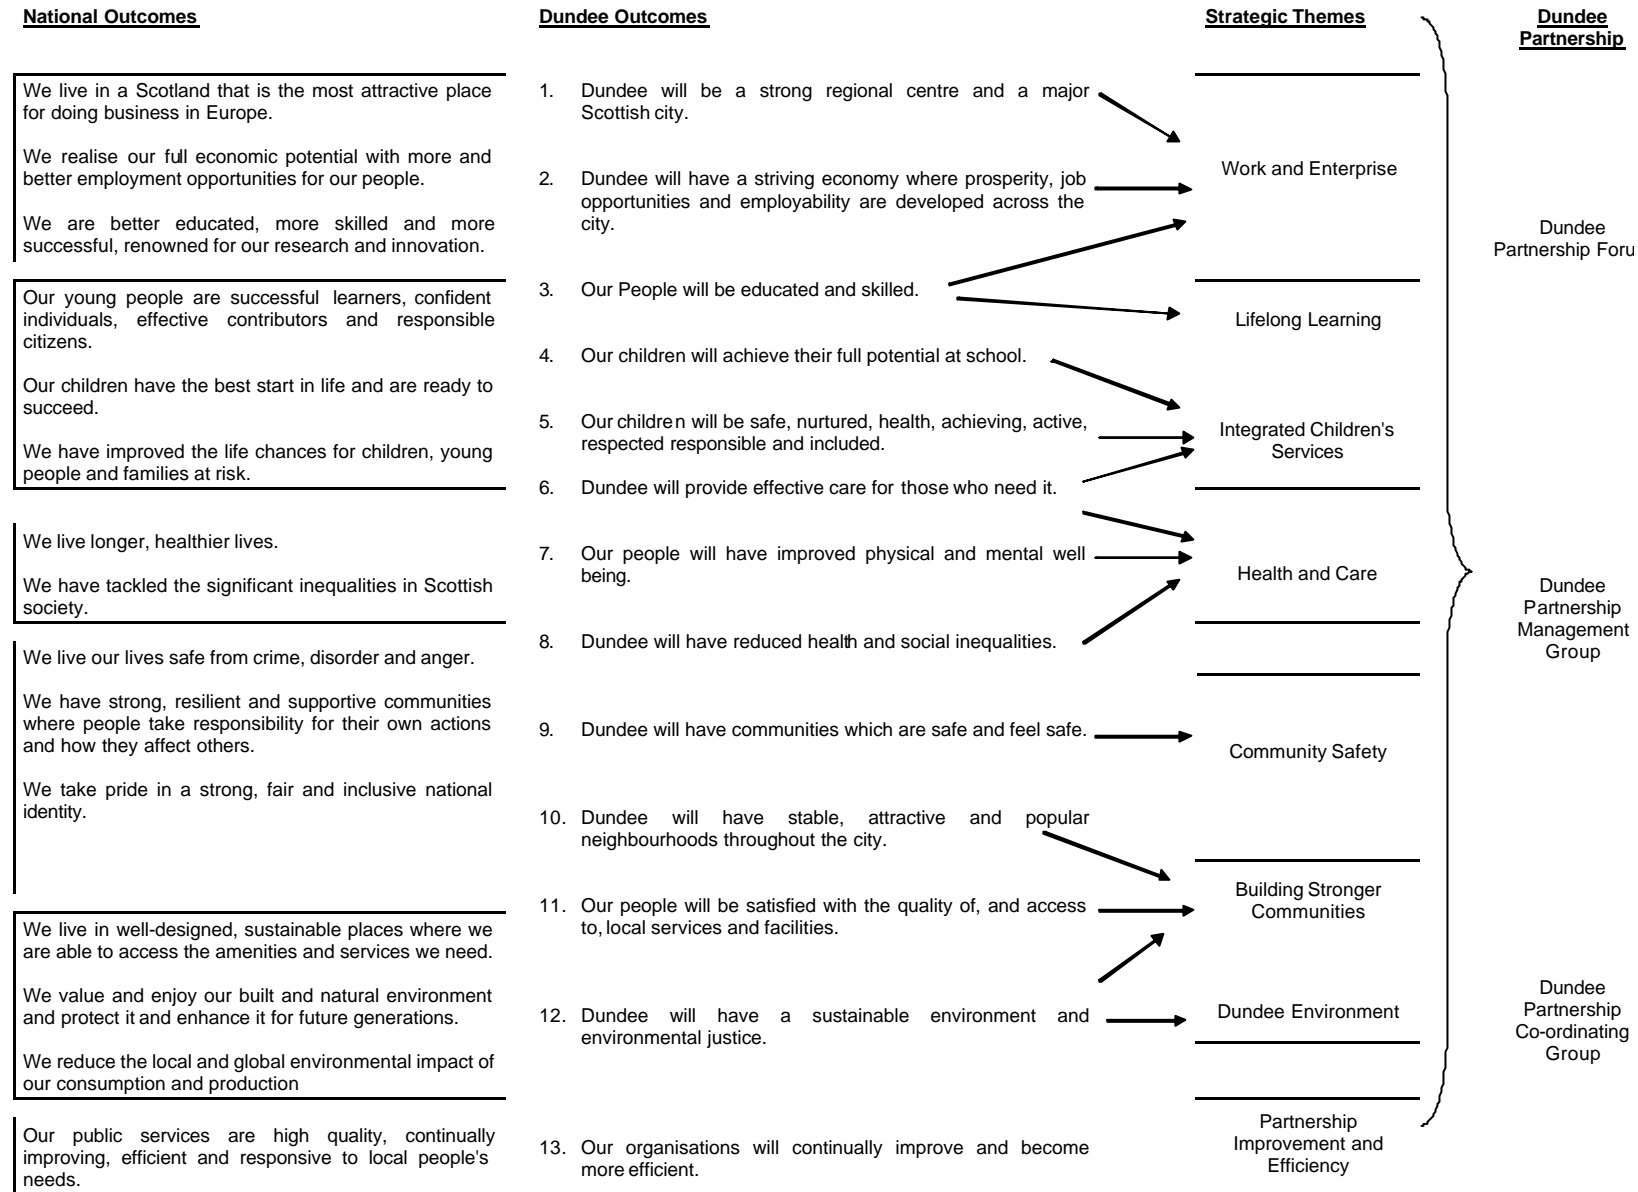 National Outcomes
We live in a Scotland that is the most attractive place
for doing business in Europe.
We realise our full economic potential with more and
better employment opportunities for our people.
We are better educated, more skilled and more
successful, renowned for our research and innovation.
Our young people are successful learners, confident
individuals, effective contributors and responsible
citizens.
Our children have the best start in life and are ready to
succeed.
We have improved the life chances for children, young
people and families at risk.
We live longer, healthier lives.
We have tackled the significant inequalities in Scottish
society.
We live our lives safe from crime, disorder and anger.
We have strong, resilient and supportive communities
where people take responsibility for their own actions
and how they affect others.
We take pride in a strong, fair and inclusive national
identity.
We live in well-designed, sustainable places where we
are able to access the amenities and services we need.
We value and enjoy our built and natural environment
and protect it and enhance it for future generations.
We reduce the local and global environmental impact of
our consumption and production
Our public services are high quality, continually
improving, efficient and responsive to local people's
needs.
Dundee Outcomes
1. Dundee will be a strong regional centre and a major
Scottish city.
2. Dundee will have a striving economy where prosperity, job
opportunities and employability are developed across the
city.
3. Our People will be educated and skilled.
4. Our children will achieve their full potential at school.
5. Our children will be safe, nurtured, health, achieving, active,
respected responsible and included.
6. Dundee will provide effective care for those who need it.
7. Our people will have improved physical and mental well
being.
8. Dundee will have reduced health and social inequalities.
9. Dundee will have communities which are safe and feel safe.
10. Dundee will have stable, attractive and popular
neighbourhoods throughout the city.
11. Our people will be satisfied with the quality of, and access
to, local services and facilities.
12. Dundee will have a sustainable environment and
environmental justice.
13. Our organisations will continually improve and become
more efficient.
Strategic Themes
Work and Enterprise
Lifelong Learning
Integrated Children's
Services
Health and Care
Community Safety
Building Stronger
Communities
Dundee Environment
Partnership
Improvement and
Efficiency
Dundee
Partnership
Dundee
Partnership Foru
Dundee
Partnership
Management
Group
Dundee
Partnership
Co-ordinating
Group